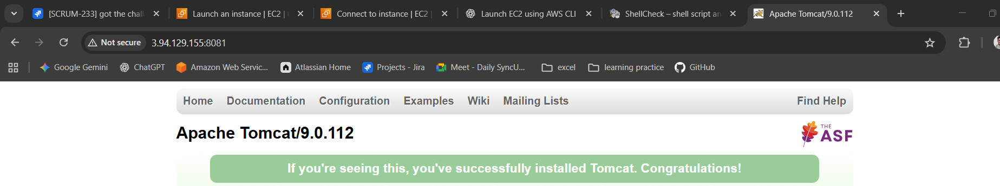 [SCRUM-233] got the chall
Launch an instance | EC2 |
Connect to instance | EC2 |
Launch EC2 using AWS CLI
ShellCheck – shell script an
Apache Tomcat/9.0.112
Not secure
3.94.129.155:8081
Google Gemini
ChatGPT
Amazon Web Servic...
Atlassian Home
Projects - Jira
Meet - Daily SyncU...
excel
learning practice
GitHub
Home
Documentation
Configuration
Examples
Wiki
Mailing Lists
Find Help
Apache Tomcat/9.0.112
THE
ASF
If you're seeing this, you've successfully installed Tomcat. Congratulations!